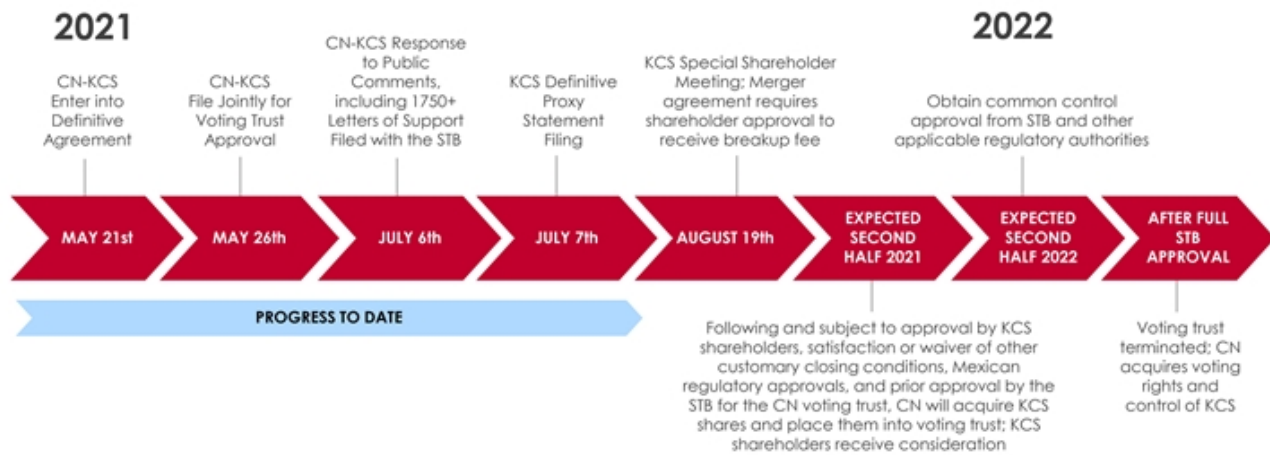 2021
2022
CN-KCS
Enter into
Definitive
Agreement
CN-KCS
File Jointly for
Voting Trust
Approval
CN-KCS Response
to Public
Comments,
including 1750+
Letters of Support
Filed with the STB
KCS Definitive
Proxy
Statement
Filing
KCS Special Shareholder
Meeting; Merger
agreement requires
shareholder approval to
receive breakup fee
Obtain common control
approval from STB and other
applicable regulatory authorities
MAY 21st
MAY 26th
JULY 6th
JULY 7th
AUGUST 19th
EXPECTED
SECOND
HALF 2021
EXPECTED
SECOND
HALF 2022
AFTER FULL
STB
APPROVAL
PROGRESS TO DATE
Following and subject to approval by KCS
shareholders, satisfaction or waiver of other
customary closing conditions, Mexican
regulatory approvals, and prior approval by the
STB for the CN voting trust, CN will acquire KCS
shares and place them into voting trust; KCS
shareholders receive consideration
Voting trust
terminated; CN
acquires voting
rights and
control of KCS